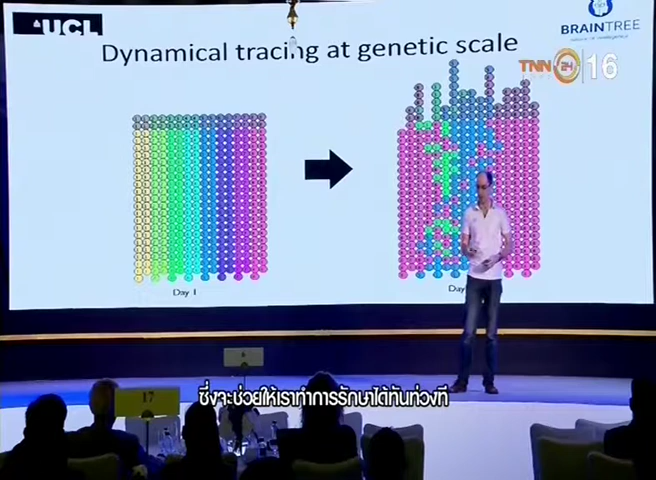 UCL
BRAINTREE
Dynamical tracing at genetic scale
TNN 24 16
Day 1
Day
6
17
ซึ่งจะช่วยให้เราทำการรักษาได้ทันท่วงที